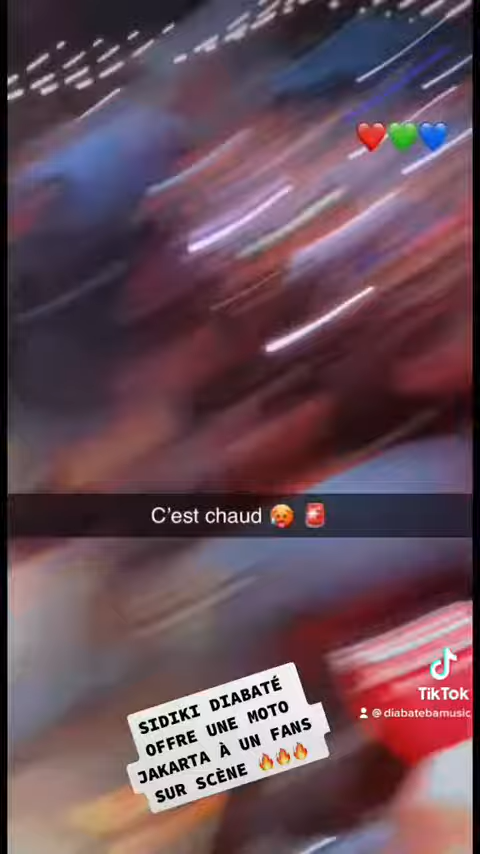 ❤️💚💙
C'est chaud 🥵 🚨
TikTok
@diabatebamusic
SIDIKI DIABATÉ
OFFRE UNE MOTO
JAKARTA À UN FANS
SUR SCÈNE 🔥🔥🔥